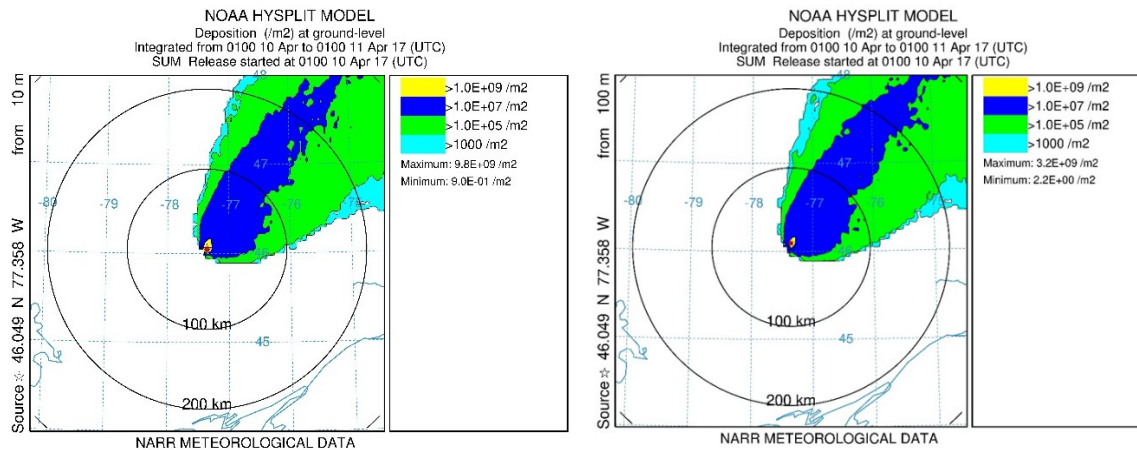 NOAA HYSPLIT MODEL
Deposition (/m2) at ground-level
Integrated from 0100 10 Apr to 0100 11 Apr 17 (UTC)
SUM Release started at 0100 10 Apr 17 (UTC)
Source ☆ 46.049 N 77.358 W from 10 m
>1.0E+09 /m2
>1.0E+07 /m2
>1.0E+05 /m2
>1000 /m2
Maximum: 9.8E+09 /m2
Minimum: 9.0E-01 /m2
48
47
-80
-79
-78
-77
-76
-75
46
100 km
45
200 km
NARR METEOROLOGICAL DATA
NOAA HYSPLIT MODEL
Deposition (/m2) at ground-level
Integrated from 0100 10 Apr to 0100 11 Apr 17 (UTC)
SUM Release started at 0100 10 Apr 17 (UTC)
Source ☆ 46.049 N 77.358 W from 100 m
>1.0E+09 /m2
>1.0E+07 /m2
>1.0E+05 /m2
>1000 /m2
Maximum: 3.2E+09 /m2
Minimum: 2.2E+00 /m2
48
47
-80
-79
-78
-77
-76
-75
46
100 km
45
200 km
NARR METEOROLOGICAL DATA